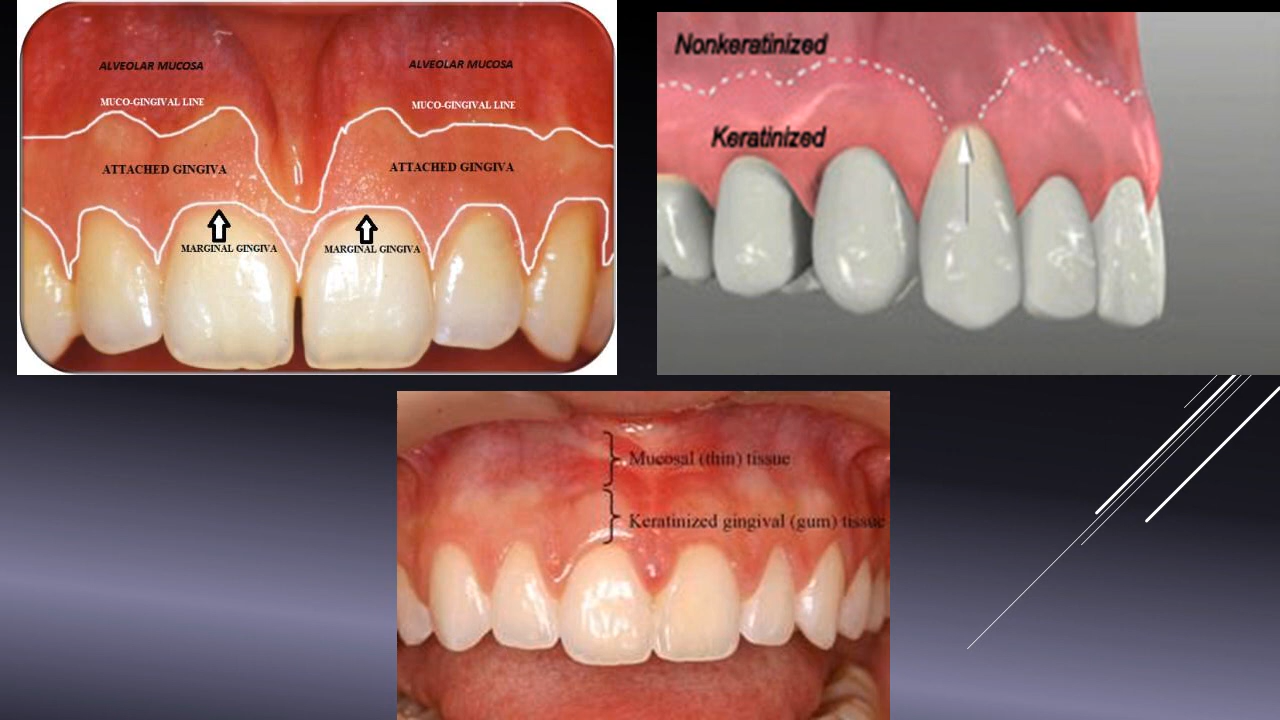 ALVEOLAR MUCOSA
ALVEOLAR MUCOSA
MUCO-GINGIVAL LINE
MUCO-GINGIVAL LINE
ATTACHED GINGIVA
ATTACHED GINGIVA
MARGINAL GINGIVA
MARGINAL GINGIVA
Nonkeratinized
Keratinized
Mucosal (thin) tissue
Keratinized gingival (gum) tissue